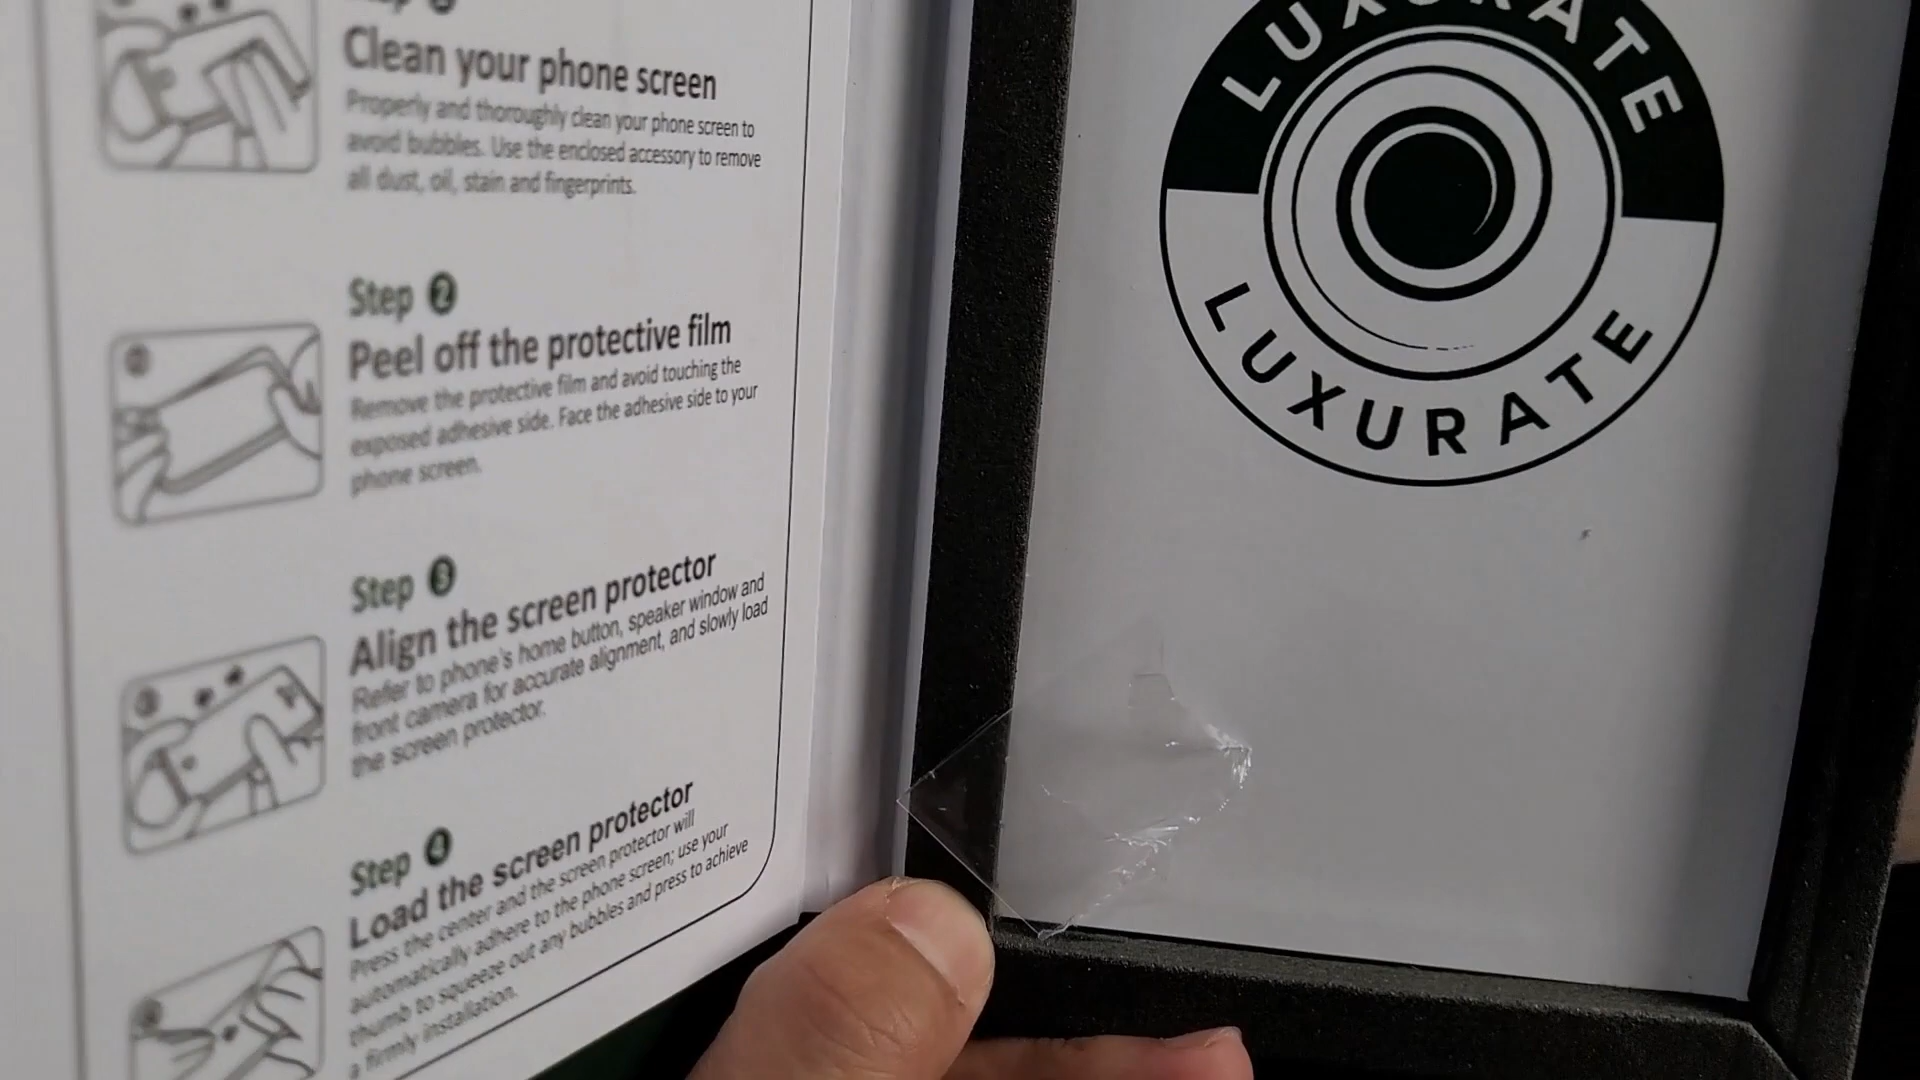 Clean your phone screen
Properly and thoroughly clean your phone screen to
avoid bubbles. Use the enclosed accessory to remove
all dust, oil, stain and fingerprints.
Step 2
Peel off the protective film
Remove the protective film and avoid touching the
exposed adhesive side. Face the adhesive side to your
phone screen.
Step 3
Align the screen protector
Refer to phone's home button, speaker window and
front camera for accurate alignment, and slowly load
the screen protector.
Step 4
Load the screen protector
Press the center and the screen protector will
automatically adhere to the phone screen; use your
thumb to squeeze out any bubbles and press to achieve
a firmly installation.
LUXURATE
LUXURATE